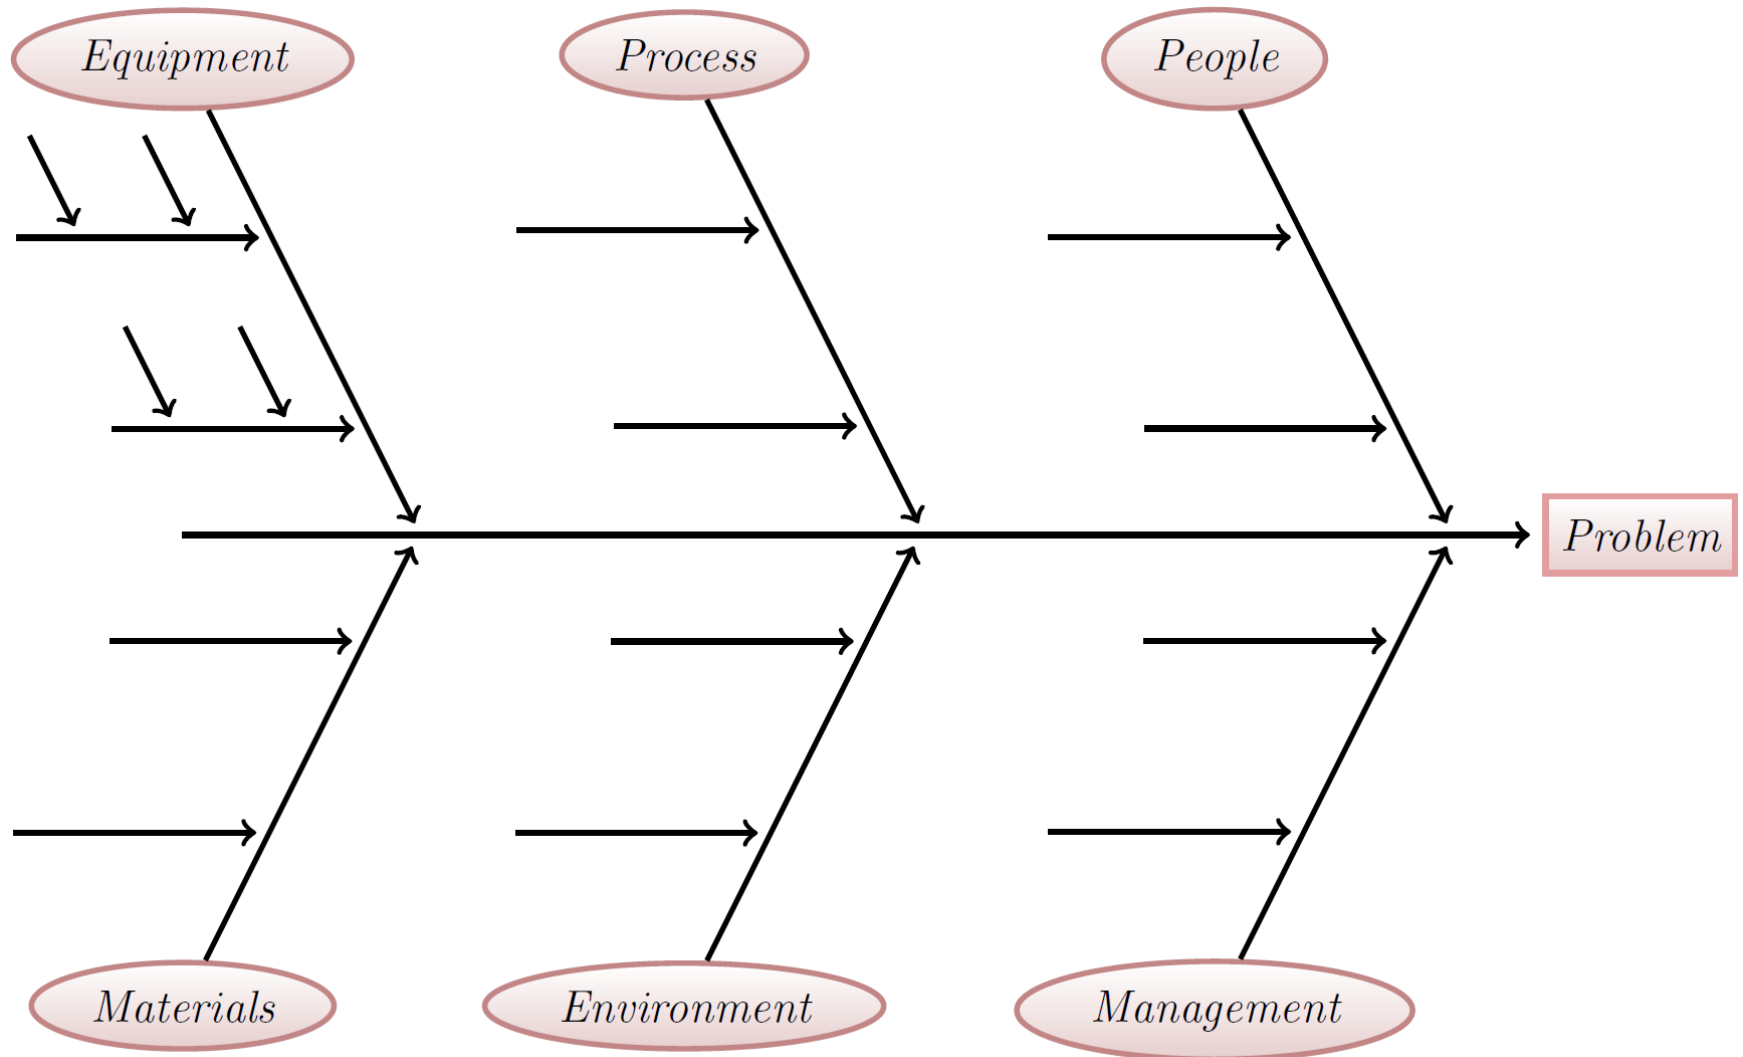 Equipment
Process
People
Problem
Materials
Environment
Management